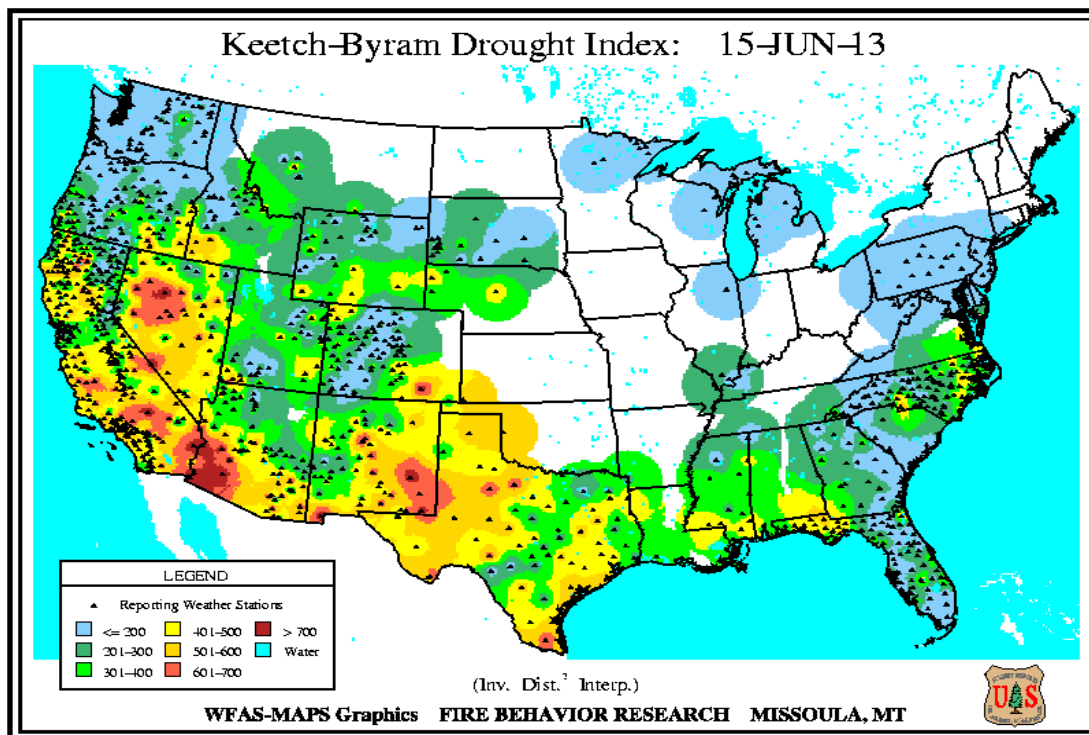 Keetch-Byram Drought Index: 15-JUN-13
LEGEND
Reporting Weather Stations
<= 200
201-300
301-400
401-500
501-600
601-700
> 700
Water
(Inv. Dist.² Interp.)
WFAS-MAPS Graphics FIRE BEHAVIOR RESEARCH MISSOULA, MT
U S